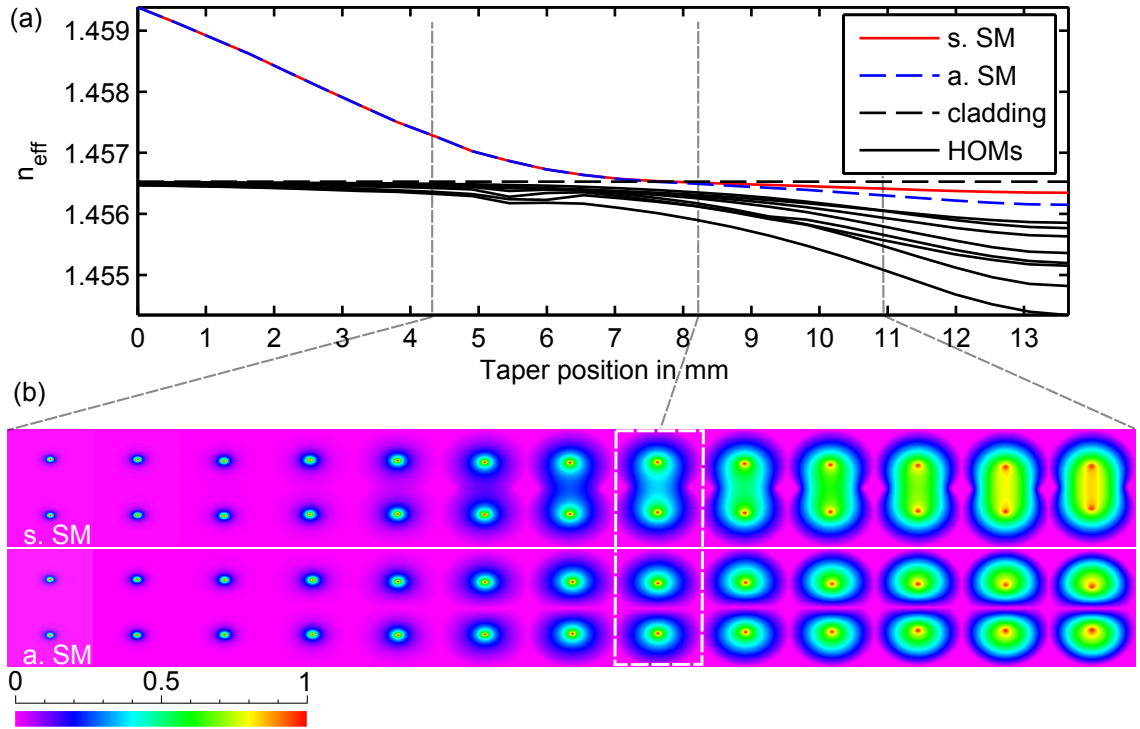 (a)
1.459
1.458
1.457
1.456
1.455
n_eff
s. SM
a. SM
cladding
HOMs
0 1 2 3 4 5 6 7 8 9 10 11 12 13
Taper position in mm
(b)
s. SM
a. SM
0 0.5 1